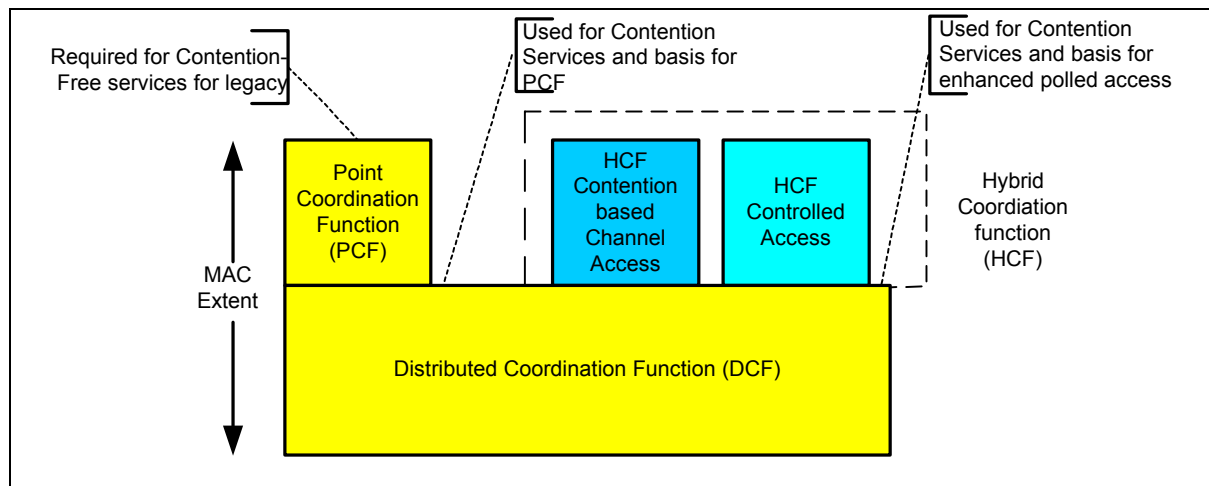 Required for Contention-
Free services for legacy
Used for Contention
Services and basis for
PCF
Used for Contention
Services and basis for
enhanced polled access
MAC
Extent
Point
Coordination
Function
(PCF)
HCF
Contention
based
Channel
Access
HCF
Controlled
Access
Hybrid
Coordiation
function
(HCF)
Distributed Coordination Function (DCF)